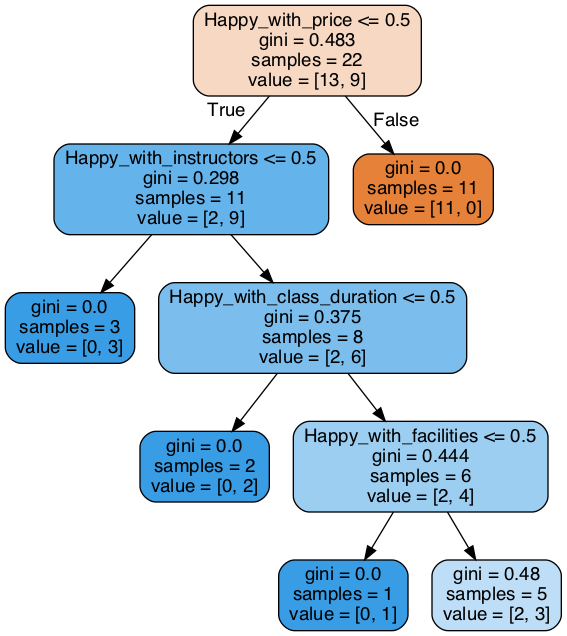 Happy_with_price <= 0.5
gini = 0.483
samples = 22
value = [13, 9]
True
False
Happy_with_instructors <= 0.5
gini = 0.298
samples = 11
value = [2, 9]
gini = 0.0
samples = 11
value = [11, 0]
gini = 0.0
samples = 3
value = [0, 3]
Happy_with_class_duration <= 0.5
gini = 0.375
samples = 8
value = [2, 6]
gini = 0.0
samples = 2
value = [0, 2]
Happy_with_facilities <= 0.5
gini = 0.444
samples = 6
value = [2, 4]
gini = 0.0
samples = 1
value = [0, 1]
gini = 0.48
samples = 5
value = [2, 3]